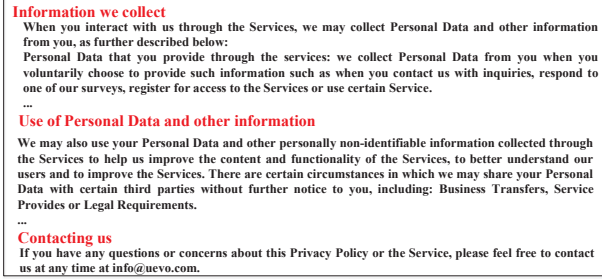 Information we collect
When you interact with us through the Services, we may collect Personal Data and other information
from you, as further described below:
Personal Data that you provide through the services: we collect Personal Data from you when you
voluntarily choose to provide such information such as when you contact us with inquiries, respond to
one of our surveys, register for access to the Services or use certain Service.
...
Use of Personal Data and other information
We may also use your Personal Data and other personally non-identifiable information collected through
the Services to help us improve the content and functionality of the Services, to better understand our
users and to improve the Services. There are certain circumstances in which we may share your Personal
Data with certain third parties without further notice to you, including: Business Transfers, Service
Provides or Legal Requirements.
...
Contacting us
If you have any questions or concerns about this Privacy Policy or the Service, please feel free to contact
us at any time at info@uevo.com.